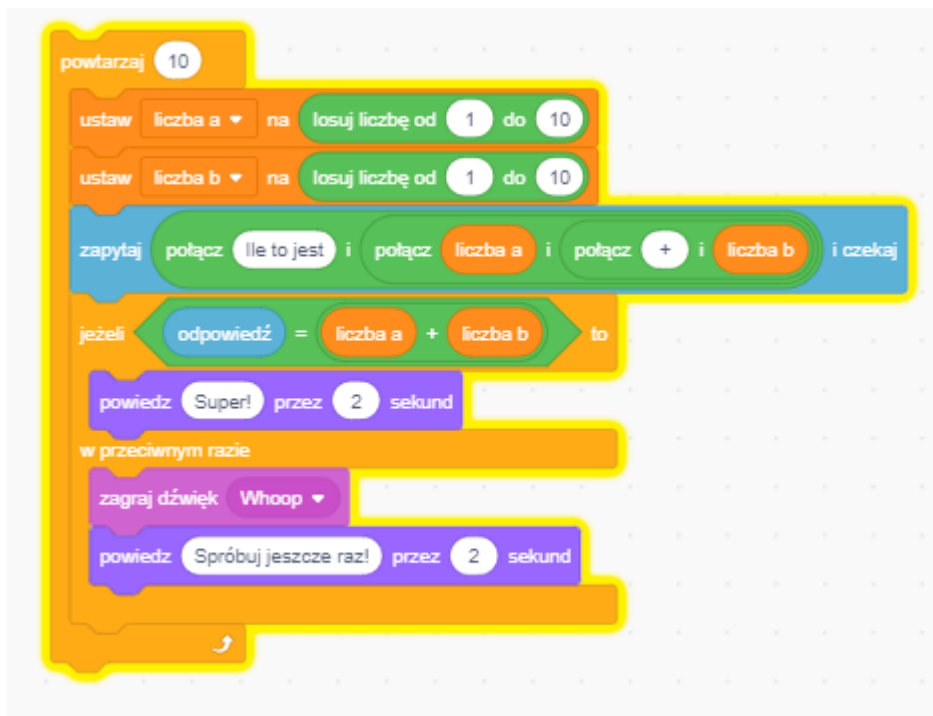 powtarzaj 10
ustaw liczba a na losuj liczbę od 1 do 10
ustaw liczba b na losuj liczbę od 1 do 10
zapytaj połącz Ile to jest i połącz liczba a i połącz + i liczba b i czekaj
jeżeli odpowiedź = liczba a + liczba b to
powiedz Super! przez 2 sekund
w przeciwnym razie
zagraj dźwięk Whoop
powiedz Spróbuj jeszcze raz! przez 2 sekund